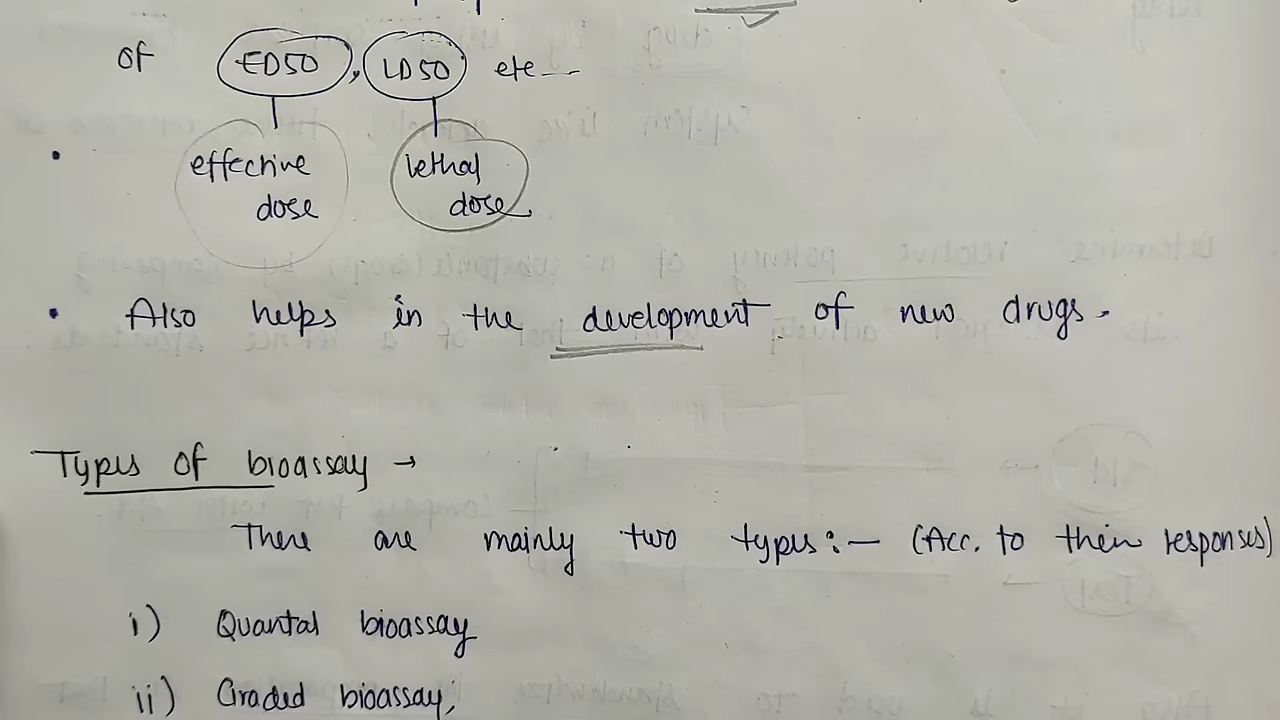 of ED50, LD50 etc---
effective dose
lethal dose
• Also helps in the development of new drugs.
Types of bioassay →
There are mainly two types:— (Acc. to their responses)
i) Quantal bioassay
ii) Graded bioassay,